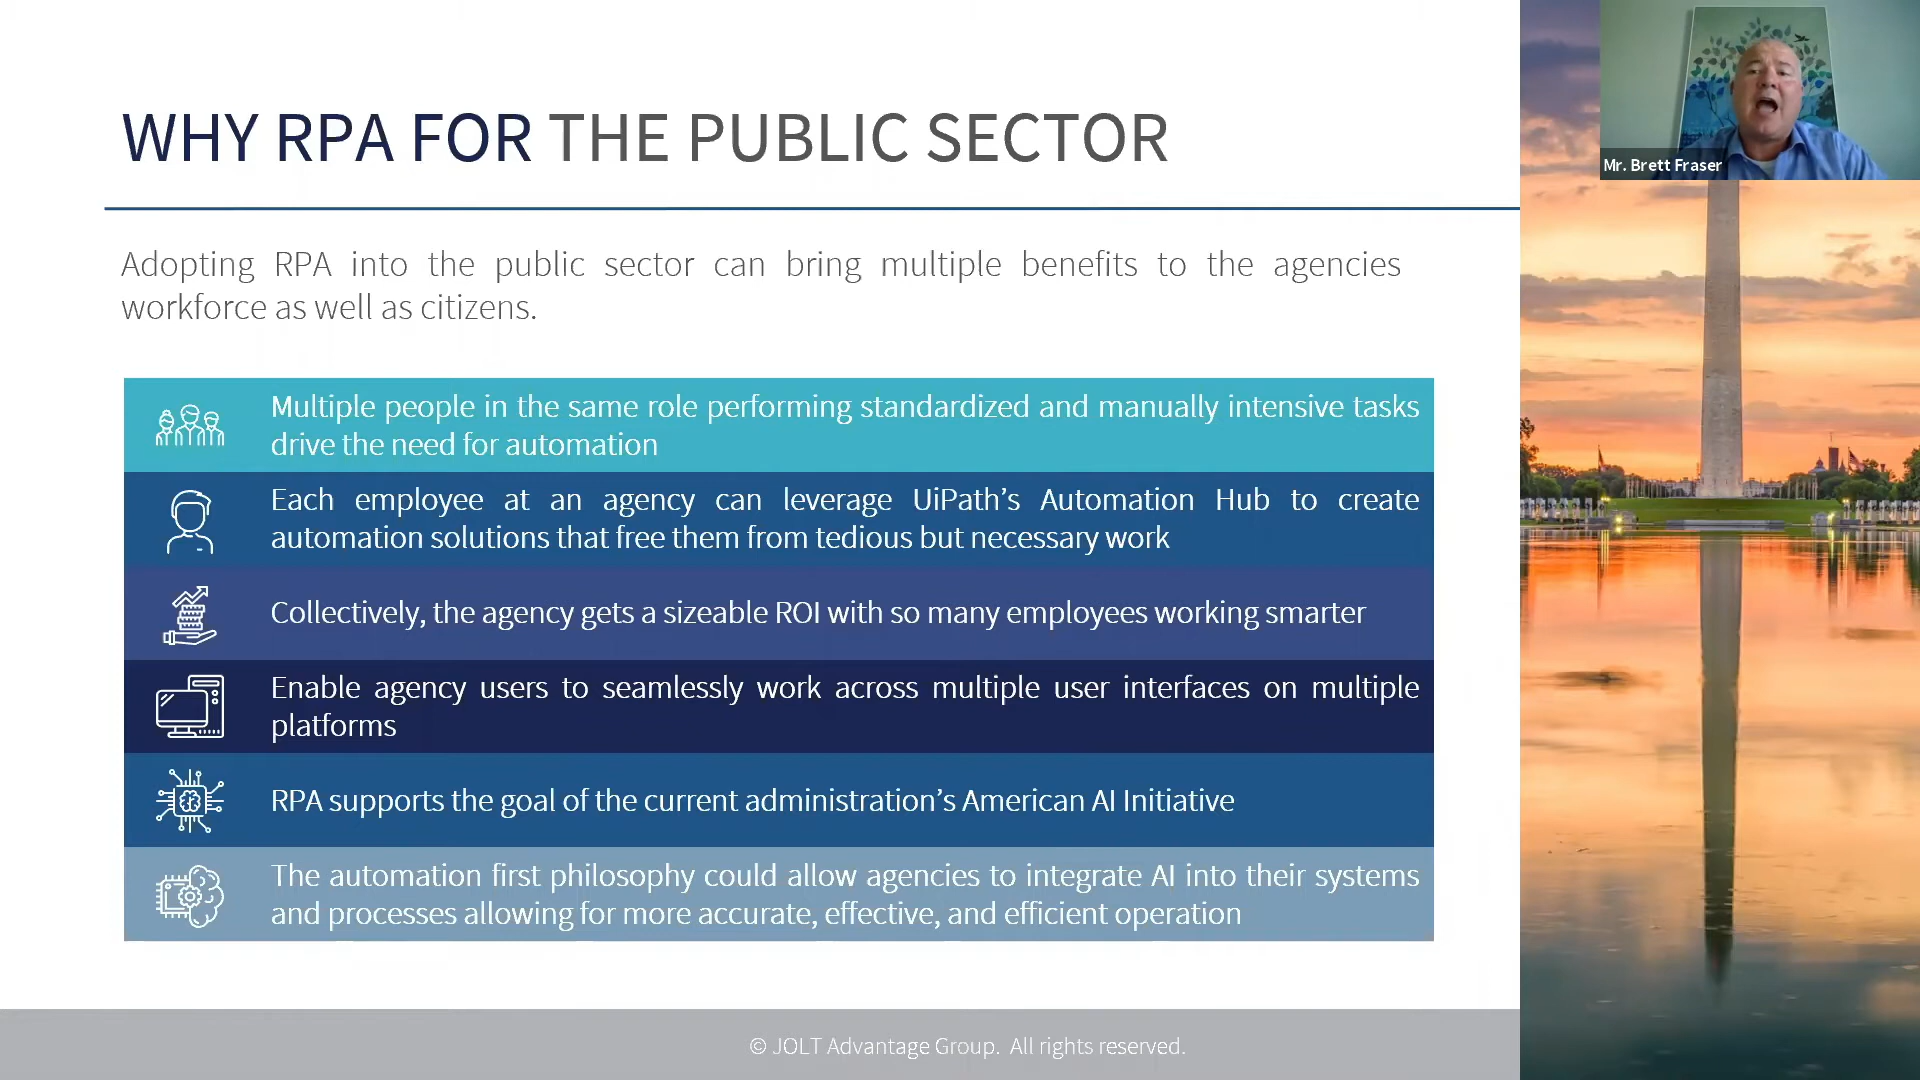 WHY RPA FOR THE PUBLIC SECTOR
Mr. Brett Fraser
Adopting RPA into the public sector can bring multiple benefits to the agencies
workforce as well as citizens.
Multiple people in the same role performing standardized and manually intensive tasks
drive the need for automation
Each employee at an agency can leverage UiPath’s Automation Hub to create
automation solutions that free them from tedious but necessary work
Collectively, the agency gets a sizeable ROI with so many employees working smarter
Enable agency users to seamlessly work across multiple user interfaces on multiple
platforms
RPA supports the goal of the current administration’s American AI Initiative
The automation first philosophy could allow agencies to integrate AI into their systems
and processes allowing for more accurate, effective, and efficient operation
© JOLT Advantage Group. All rights reserved.